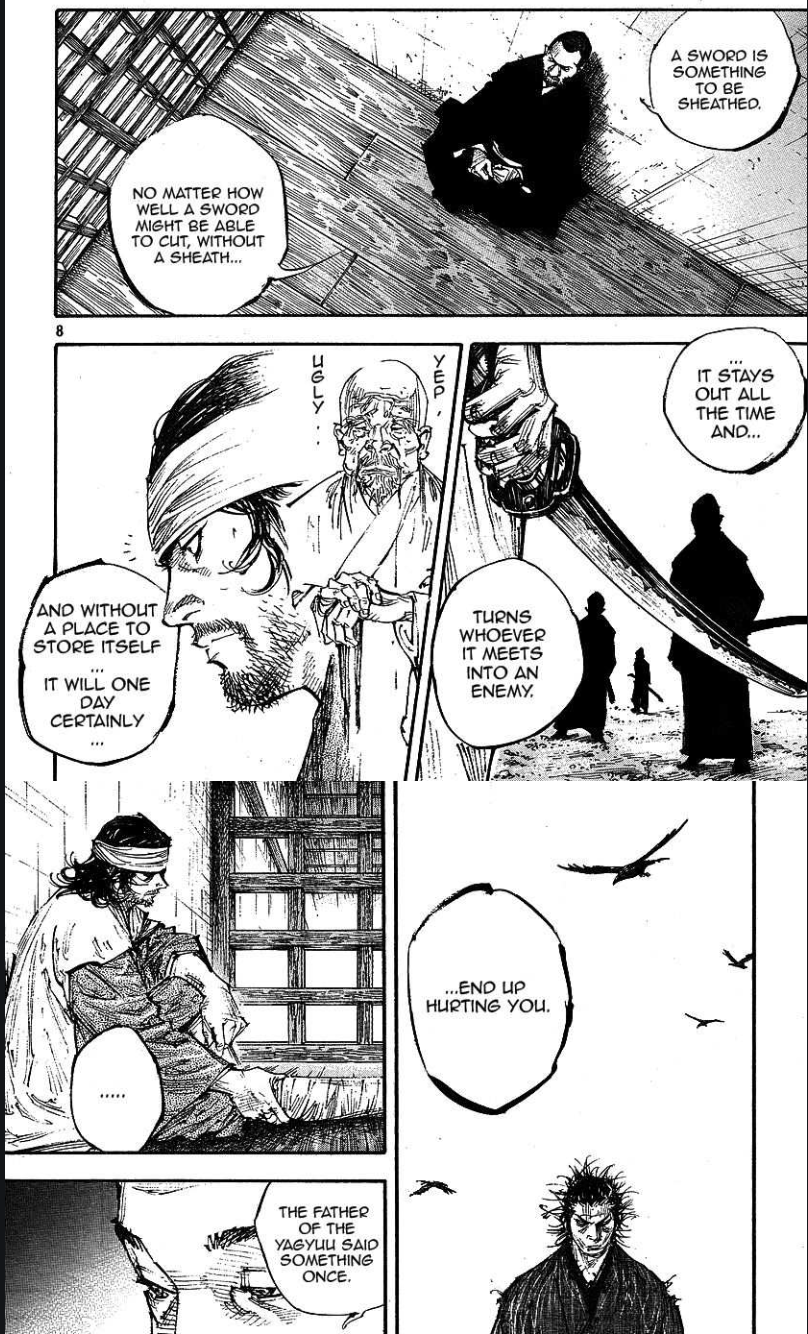 A SWORD IS
SOMETHING
TO BE
SHEATHED.
NO MATTER HOW
WELL A SWORD
MIGHT BE ABLE
TO CUT, WITHOUT
A SHEATH...
8
...
IT STAYS
OUT ALL
THE TIME
AND...
TURNS
WHOEVER
IT MEETS
INTO AN
ENEMY.
YEP,
UGLY..
AND WITHOUT
A PLACE TO
STORE ITSELF
...
IT WILL ONE
DAY
CERTAINLY
...
...END UP
HURTING YOU.
.....
THE FATHER
OF THE
YAGYUU SAID
SOMETHING
ONCE.